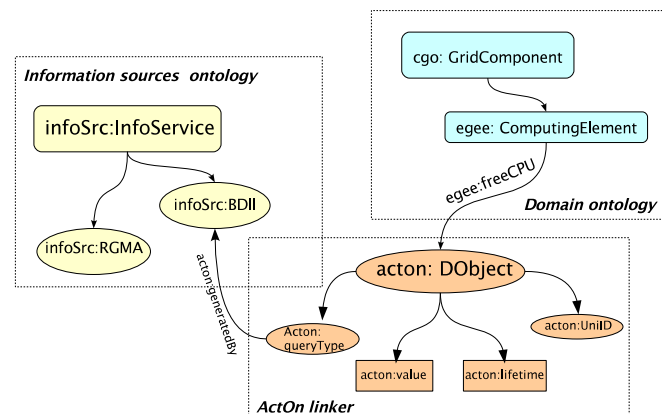 cgo: GridComponent
Information sources  ontology
infoSrc:InfoService
egee: ComputingElement
egee:freeCPU
infoSrc:BDII
Domain ontology
infoSrc:RGMA
acton:generatedBy
acton: DObject
acton:UniID
Acton:
queryType
acton:value
acton:lifetime
ActOn linker